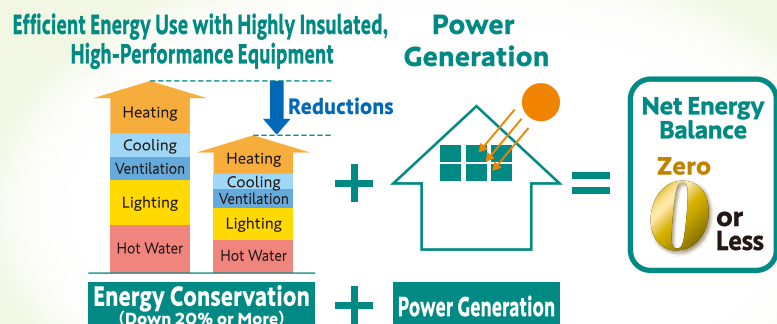 Efficient Energy Use with Highly Insulated,
High-Performance Equipment
Power
Generation
Reductions
Heating
Cooling
Ventilation
Lighting
Hot Water
Heating
Cooling
Ventilation
Lighting
Hot Water
+
=
Net Energy
Balance
Zero
0 or
Less
Energy Conservation
(Down 20% or More)
+
Power Generation